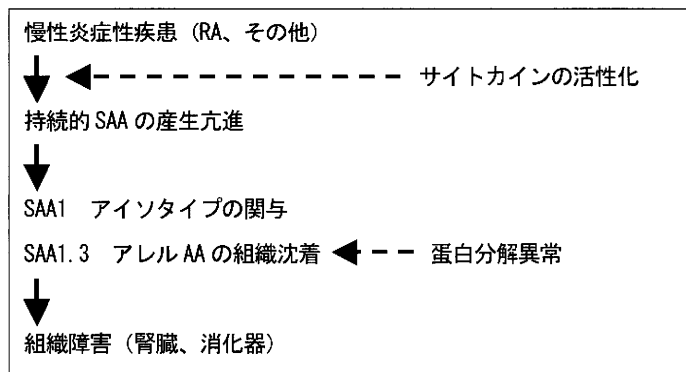 慢性炎症性疾患（RA、その他）
サイトカインの活性化
持続的SAAの産生亢進
SAA1　アイソタイプの関与
SAA1.3　アレルAAの組織沈着　蛋白分解異常
組織障害（腎臓、消化器）